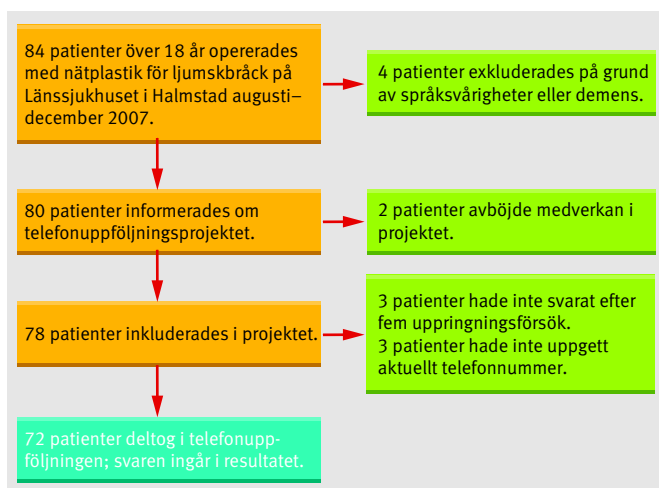 84 patienter över 18 år opererades
med nätplastik för ljumskbråck på
Länssjukhuset i Halmstad augusti–
december 2007.
4 patienter exkluderades på grund
av språksvårigheter eller demens.
80 patienter informerades om
telefonuppföljningsprojektet.
2 patienter avböjde medverkan i
projektet.
78 patienter inkluderades i projektet.
3 patienter hade inte svarat efter
fem uppringningsförsök.
3 patienter hade inte uppgett
aktuellt telefonnummer.
72 patienter deltog i telefonupp-
följningen; svaren ingår i resultatet.